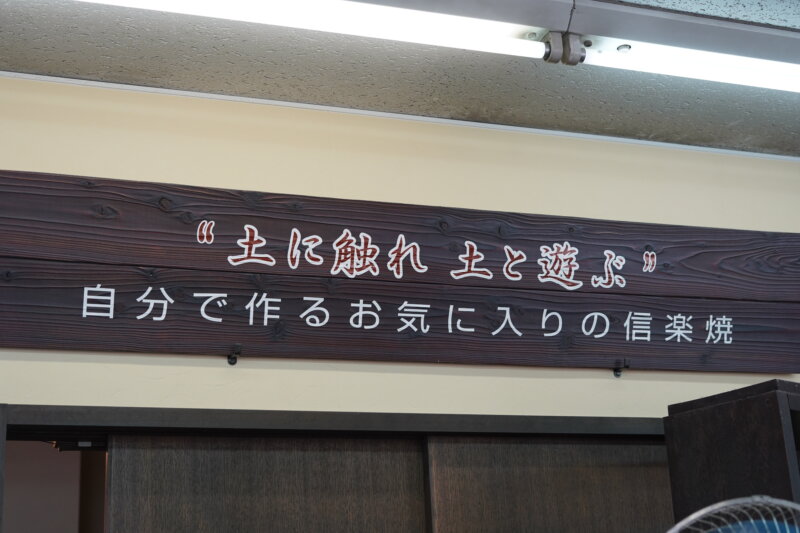 “土に触れ 土と遊ぶ”
自分で作るお気に入りの信楽焼